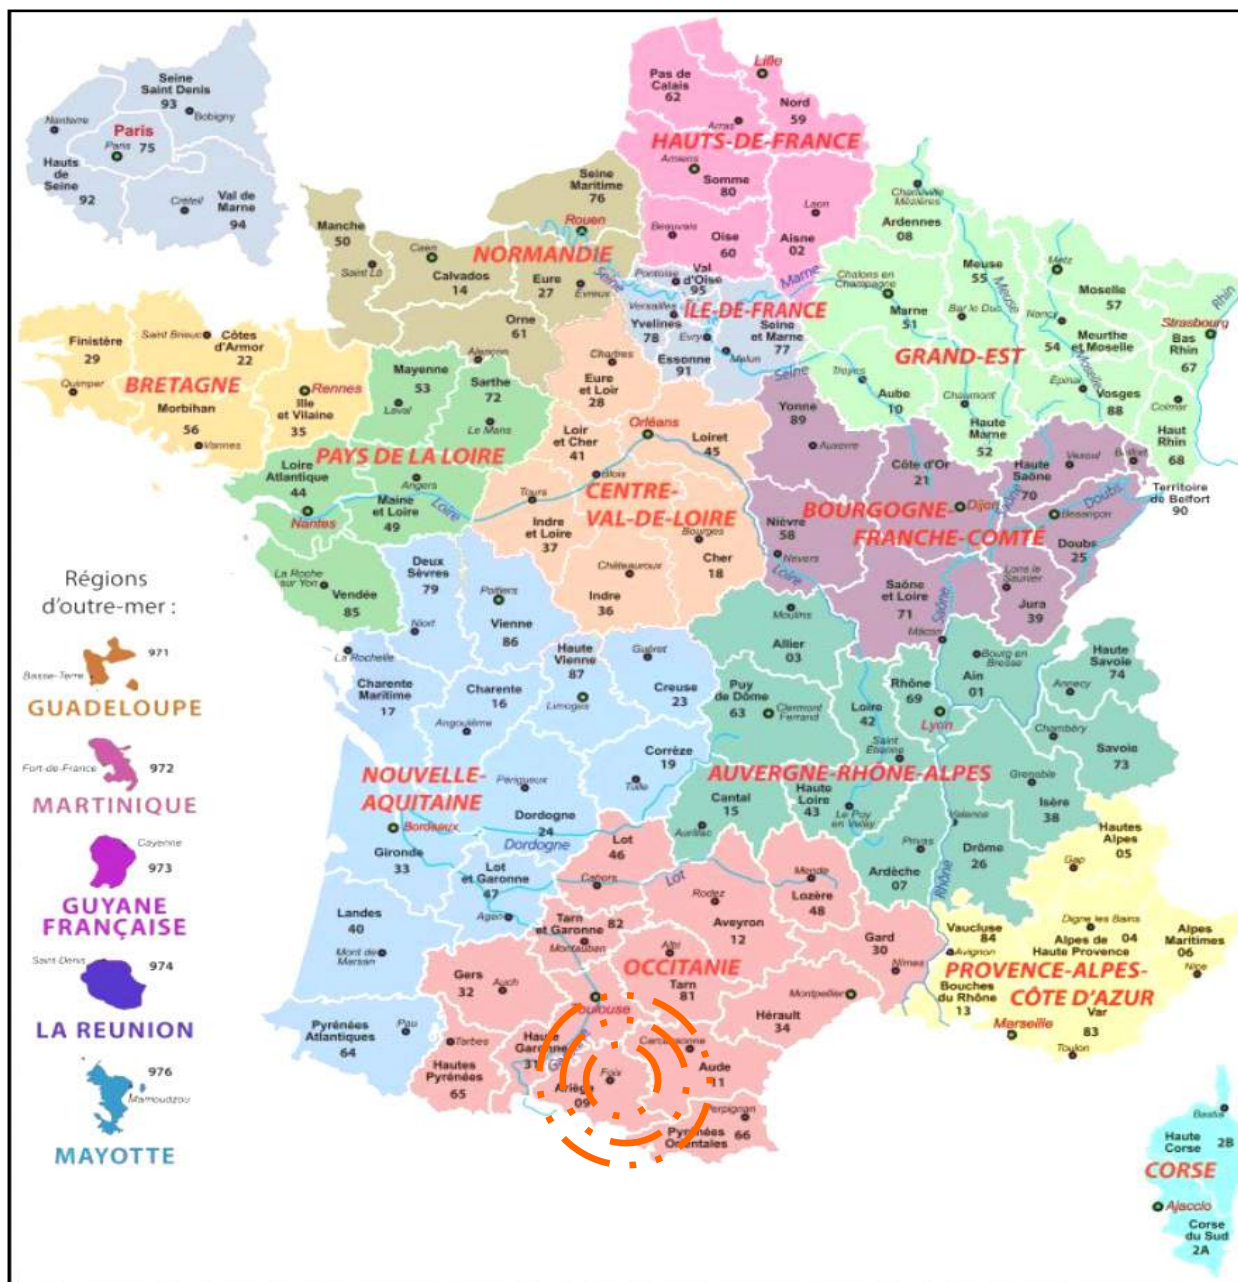 Seine
Saint Denis
93
Bobigny
Nanterre
Paris
Paris
75
Hauts
de
Seine
92
Créteil
Val de
Marne
94
Lille
Pas de
Calais
62
Nord
59
Arras
HAUTS-DE-FRANCE
Amiens
Somme
80
Laon
Beauvais
Oise
60
Aisne
02
Seine
Maritime
76
Rouen
Manche
50
Caen
Saint Lô
NORMANDIE
Calvados
14
Eure
27
Evreux
Orne
61
Alençon
Seine
Marne
Pontoise
Val
d'Oise
95
Versailles
ÎLE-DE-FRANCE
Yvelines
78
Evry
Seine
et Marne
77
Essonne
91
Melun
Seine
Charleville
Mézières
Ardennes
08
Meuse
55
Meuse
Metz
Moselle
57
Chalons en
Champagne
Marne
51
Bar le Duc
Nancy
54
Meurthe
et Moselle
Moselle
Strasbourg
Rhin
Bas
Rhin
67
GRAND-EST
Troyes
Aube
10
Chaumont
Haute
Marne
52
Épinal
Vosges
88
Colmar
Haut
Rhin
68
Finistère
29
Saint Brieuc
Côtes
d'Armor
22
Quimper
BRETAGNE
Rennes
Morbihan
56
Ille
et Vilaine
35
Vannes
Mayenne
53
Sarthe
72
Laval
Le Mans
PAYS DE LA LOIRE
Loire
Atlantique
44
Angers
Maine
et Loire
49
Loire
Nantes
La Roche
sur Yon
Vendée
85
Chartres
Eure
et Loir
28
Orléans
Loir
et Cher
41
Loiret
45
Blois
Tours
CENTRE-
VAL-DE-LOIRE
Indre
et Loire
37
Bourges
Cher
18
Châteauroux
Indre
36
Yonne
89
Auxerre
Côte d'Or
21
Haute
Saône
70
Vesoul
Belfort
Territoire
de Belfort
90
Dijon
Saône
Doubs
Besançon
BOURGOGNE-
FRANCHE-COMTÉ
Nièvre
58
Nevers
Loire
Doubs
25
Saône
et Loire
71
Saône
Lons le
Saunier
Jura
39
Mâcon
Régions
d'outre-mer :
971
Basse-Terre
GUADELOUPE
Fort-de-France
972
MARTINIQUE
Cayenne
973
GUYANE
FRANÇAISE
Saint-Denis
974
LA REUNION
976
Mamoudzou
MAYOTTE
Deux
Sèvres
79
Poitiers
Niort
Vienne
86
La Rochelle
Haute
Vienne
87
Guéret
Charente
Maritime
17
Charente
16
Limoges
Creuse
23
Angoulême
Corrèze
19
Tulle
NOUVELLE-
AQUITAINE
Périgueux
Dordogne
24
Bordeaux
Dordogne
Gironde
33
Lot
et Garonne
47
Agen
Landes
40
Mont de
Marsan
Pyrénées
Atlantiques
64
Pau
Moulins
Allier
03
Puy
de Dôme
63
Clermont
Ferrand
Loire
42
Rhône
69
Bourg en
Bresse
Ain
01
Haute
Savoie
74
Annecy
Lyon
Chambéry
Savoie
73
Saint
Étienne
AUVERGNE-RHÔNE-ALPES
Grenoble
Isère
38
Cantal
15
Aurillac
Haute
Loire
43
Le Puy
en Velay
Valence
Privas
Ardèche
07
Drôme
26
Rhône
Lot
46
Cahors
Lot
Mende
Lozère
48
Rodez
Aveyron
12
Tarn
et Garonne
82
Montauban
Albi
Tarn
81
Gard
30
Nîmes
OCCITANIE
Gers
32
Auch
Toulouse
Montpellier
Hérault
34
Haute
Garonne
31
Tarbes
Hautes
Pyrénées
65
Carcassonne
Aude
11
Foix
Ariège
09
Perpignan
Pyrénées
Orientales
66
Hautes
Alpes
05
Gap
Vaucluse
84
Avignon
Digne les Bains
Alpes de
Haute Provence
04
Alpes
Maritimes
06
Nice
PROVENCE-ALPES-
CÔTE D'AZUR
Bouches
du Rhône
13
Marseille
Var
83
Toulon
Bastia
Haute
Corse
2B
CORSE
Ajaccio
Corse
du Sud
2A